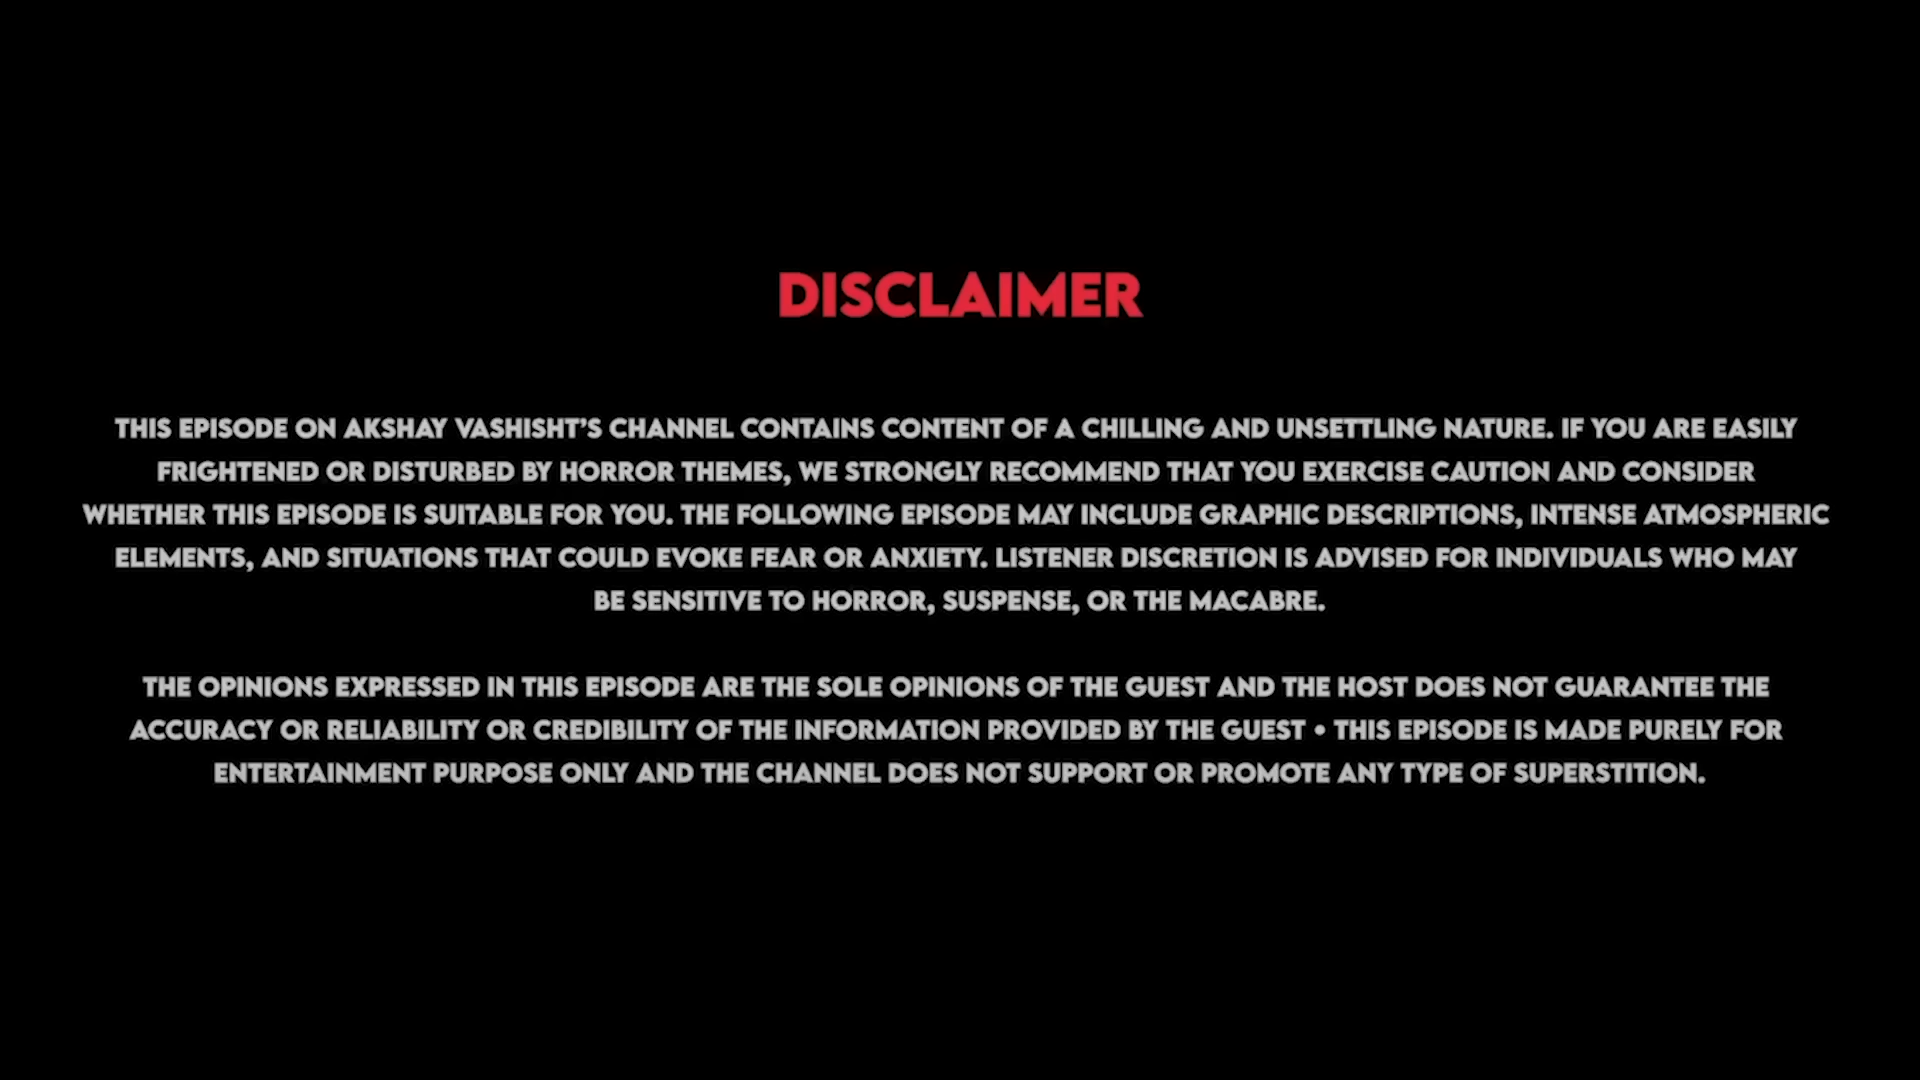 DISCLAIMER
THIS EPISODE ON AKSHAY VASHISHT'S CHANNEL CONTAINS CONTENT OF A CHILLING AND UNSETTLING NATURE. IF YOU ARE EASILY
FRIGHTENED OR DISTURBED BY HORROR THEMES, WE STRONGLY RECOMMEND THAT YOU EXERCISE CAUTION AND CONSIDER
WHETHER THIS EPISODE IS SUITABLE FOR YOU. THE FOLLOWING EPISODE MAY INCLUDE GRAPHIC DESCRIPTIONS, INTENSE ATMOSPHERIC
ELEMENTS, AND SITUATIONS THAT COULD EVOKE FEAR OR ANXIETY. LISTENER DISCRETION IS ADVISED FOR INDIVIDUALS WHO MAY
BE SENSITIVE TO HORROR, SUSPENSE, OR THE MACABRE.
THE OPINIONS EXPRESSED IN THIS EPISODE ARE THE SOLE OPINIONS OF THE GUEST AND THE HOST DOES NOT GUARANTEE THE
ACCURACY OR RELIABILITY OR CREDIBILITY OF THE INFORMATION PROVIDED BY THE GUEST • THIS EPISODE IS MADE PURELY FOR
ENTERTAINMENT PURPOSE ONLY AND THE CHANNEL DOES NOT SUPPORT OR PROMOTE ANY TYPE OF SUPERSTITION.